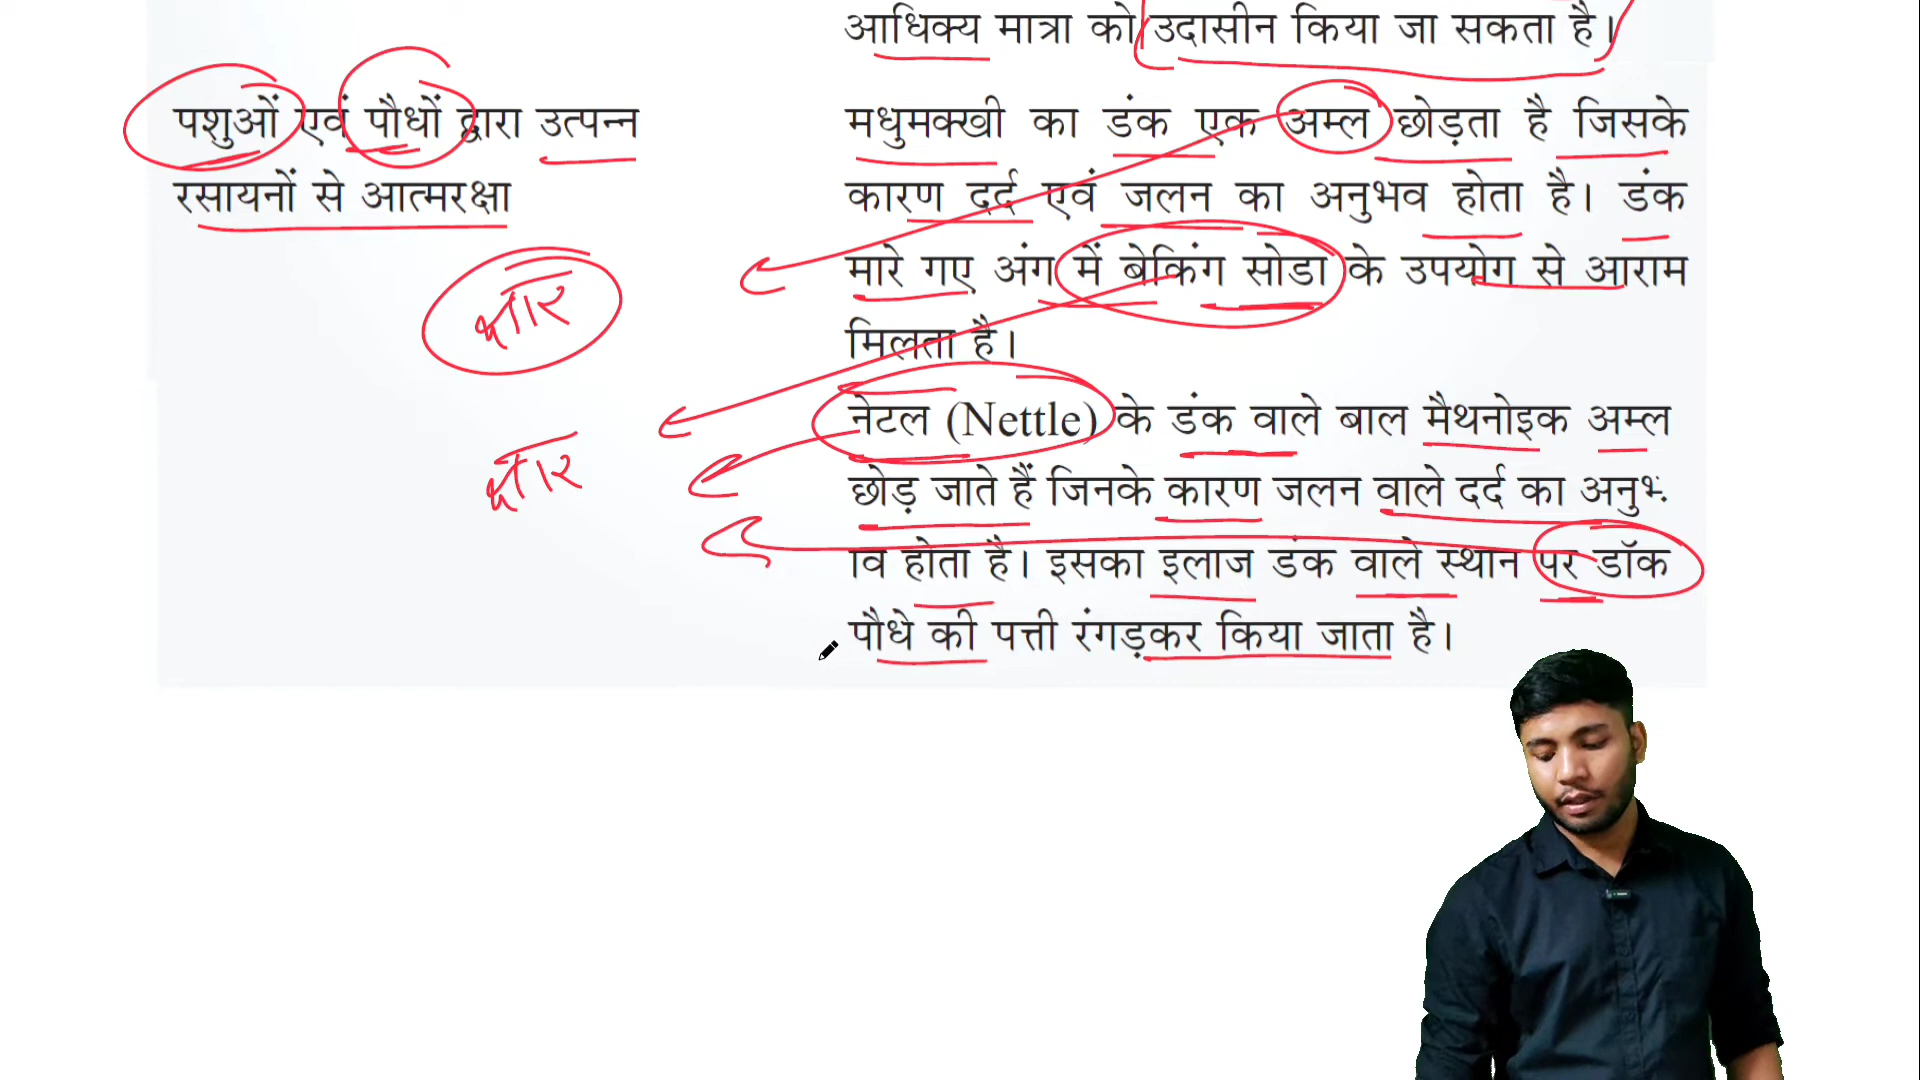 आधिक्य मात्रा को उदासीन किया जा सकता है।
पशुओं एवं पौधों द्वारा उत्पन्न
रसायनों से आत्मरक्षा
मधुमक्खी का डंक एक अम्ल छोड़ता है जिसके
कारण दर्द एवं जलन का अनुभव होता है। डंक
मारे गए अंग में बेकिंग सोडा के उपयोग से आराम
मिलता है।
नेटल (Nettle) के डंक वाले बाल मैथनोइक अम्ल
छोड़ जाते हैं जिनके कारण जलन वाले दर्द का अनुभ
व होता है। इसका इलाज डंक वाले स्थान पर डॉक
पौधे की पत्ती रंगड़कर किया जाता है।
क्षार
क्षार